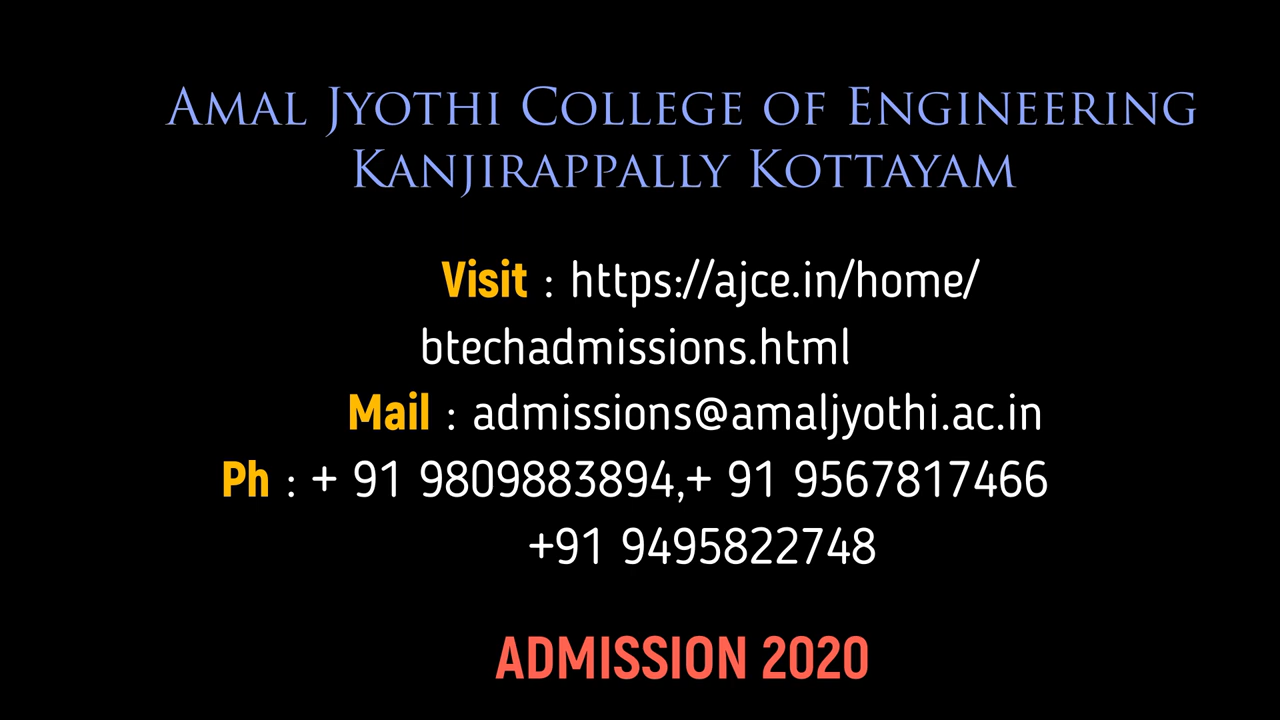 AMAL JYOTHI COLLEGE OF ENGINEERING
KANJIRAPPALLY KOTTAYAM
Visit : https://ajce.in/home/
btechadmissions.html
Mail : admissions@amaljyothi.ac.in
Ph : + 91 9809883894,+ 91 9567817466
+91 9495822748
ADMISSION 2020